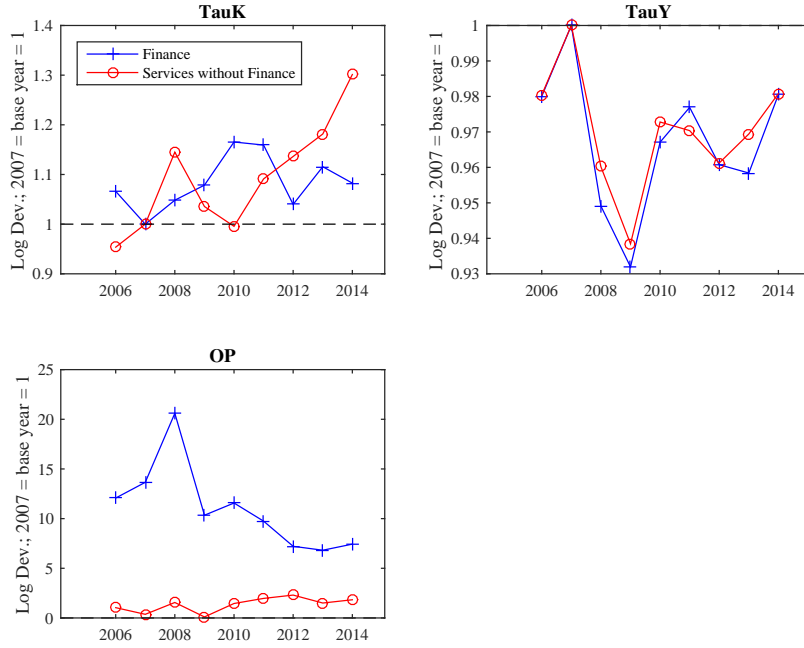 TauK
Log Dev.; 2007 = base year = 1
1.4
1.3
1.2
1.1
1
0.9
Finance
Services without Finance
2006 2008 2010 2012 2014
TauY
Log Dev.; 2007 = base year = 1
1
0.99
0.98
0.97
0.96
0.95
0.94
0.93
2006 2008 2010 2012 2014
OP
Log Dev.; 2007 = base year = 1
25
20
15
10
5
0
2006 2008 2010 2012 2014